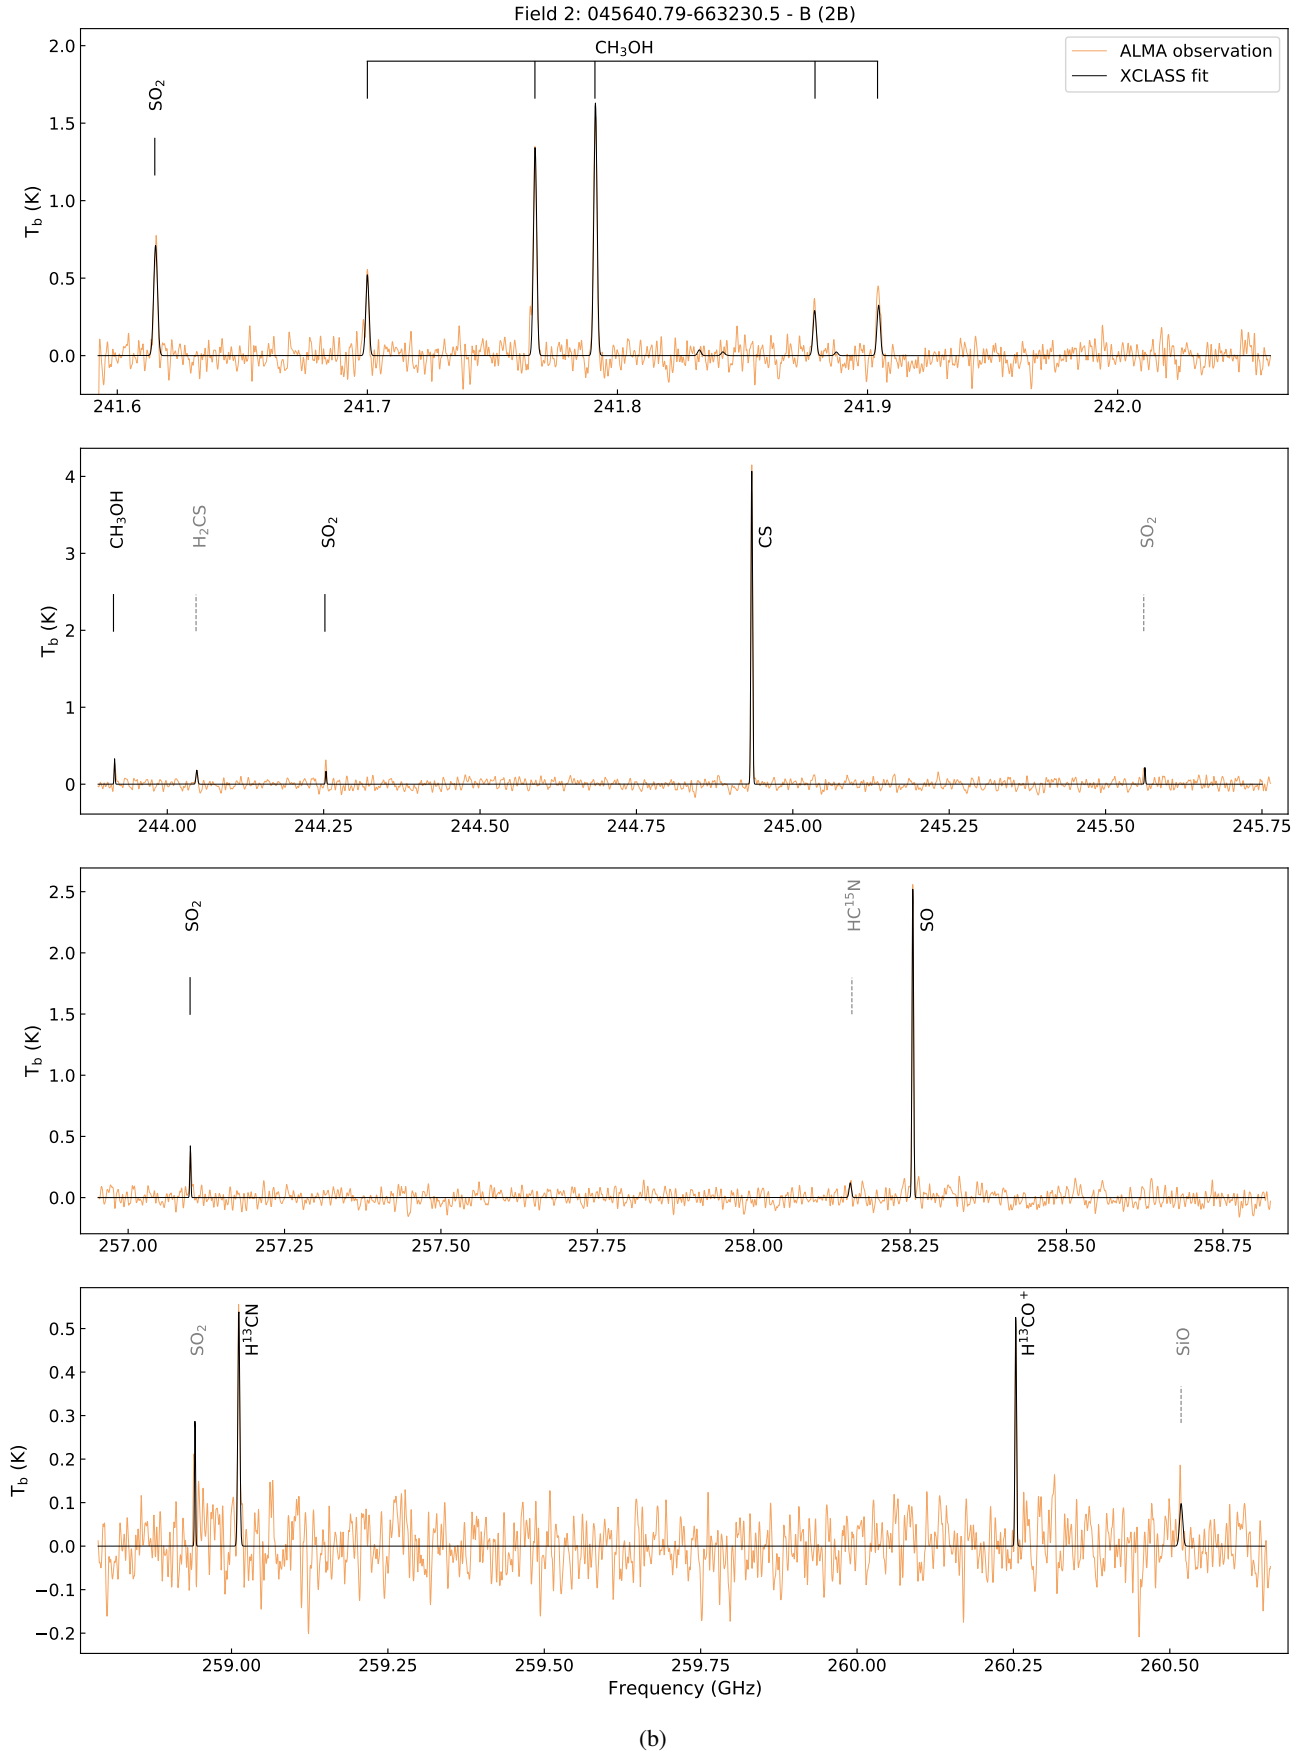 Field 2: 045640.79-663230.5 - B (2B)
CH₃OH
ALMA observation
XCLASS fit
SO₂
2.0
1.5
1.0
0.5
0.0
T_b (K)
241.6 241.7 241.8 241.9 242.0
CH₃OH H₂CS SO₂ CS SO₂
4
3
2
1
0
T_b (K)
244.00 244.25 244.50 244.75 245.00 245.25 245.50 245.75
SO₂ HC¹⁵N SO
2.5
2.0
1.5
1.0
0.5
0.0
T_b (K)
257.00 257.25 257.50 257.75 258.00 258.25 258.50 258.75
SO₂ H¹³CN H¹³CO⁺ SiO
0.5
0.4
0.3
0.2
0.1
0.0
−0.1
−0.2
T_b (K)
259.00 259.25 259.50 259.75 260.00 260.25 260.50
Frequency (GHz)
(b)